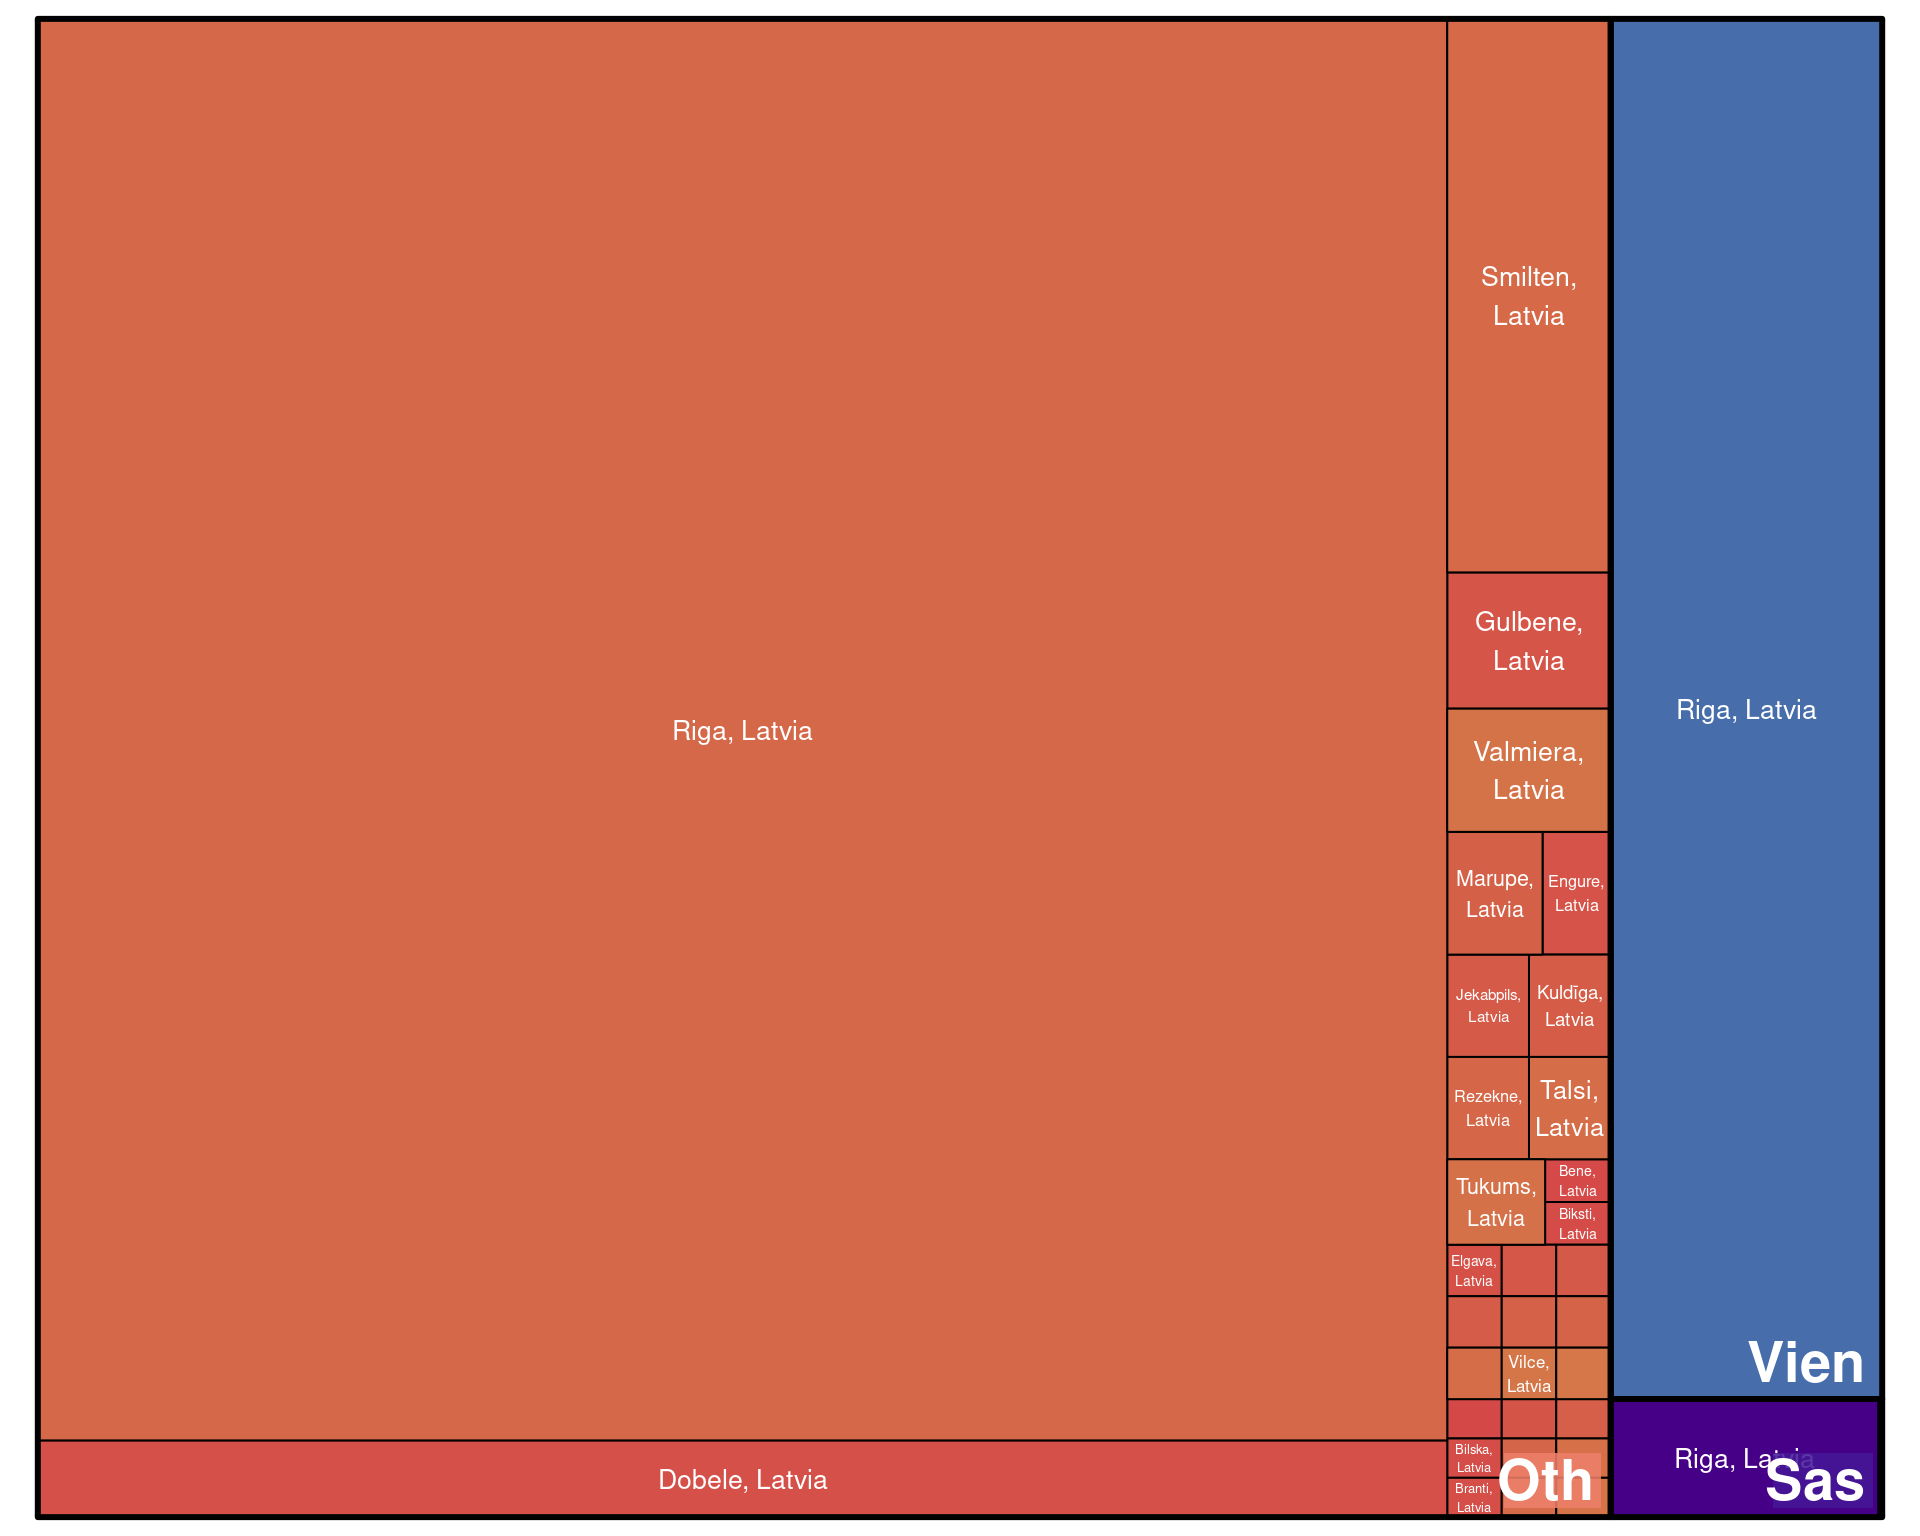 Riga, Latvia
Dobele, Latvia
Smilten,
Latvia
Gulbene,
Latvia
Valmiera,
Latvia
Marupe,
Latvia
Engure,
Latvia
Jekabpils,
Latvia
Kuldīga,
Latvia
Rezekne,
Latvia
Talsi,
Latvia
Tukums,
Latvia
Bene,
Latvia
Biksti,
Latvia
Elgava,
Latvia
Vilce,
Latvia
Bilska,
Latvia
Branti,
Latvia
Oth
Riga, Latvia
Vien
Riga, Latvia
Sas